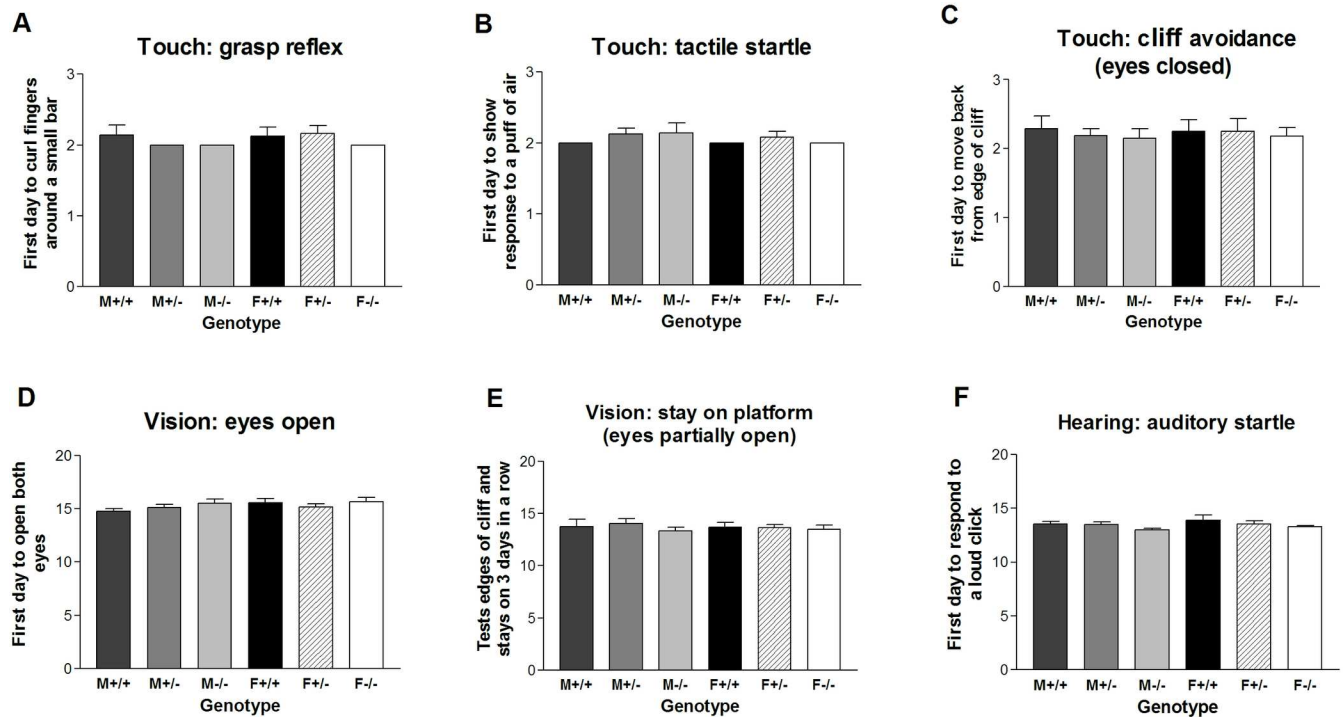 A
Touch: grasp reflex
First day to curl fingers
around a small bar
3
2
1
0
M+/+ M+/- M-/- F+/+ F+/- F-/-
Genotype
B
Touch: tactile startle
First day to show
response to a puff of air
3
2
1
0
M+/+ M+/- M-/- F+/+ F+/- F-/-
Genotype
C
Touch: cliff avoidance
(eyes closed)
First day to move back
from edge of cliff
3
2
1
0
M+/+ M+/- M-/- F+/+ F+/- F-/-
Genotype
D
Vision: eyes open
First day to open both
eyes
20
15
10
5
0
M+/+ M+/- M-/- F+/+ F+/- F-/-
Genotype
E
Vision: stay on platform
(eyes partially open)
Tests edges of cliff and
stays on 3 days in a row
20
15
10
5
0
M+/+ M+/- M-/- F+/+ F+/- F-/-
Genotype
F
Hearing: auditory startle
First day to respond to
a loud click
20
15
10
5
0
M+/+ M+/- M-/- F+/+ F+/- F-/-
Genotype